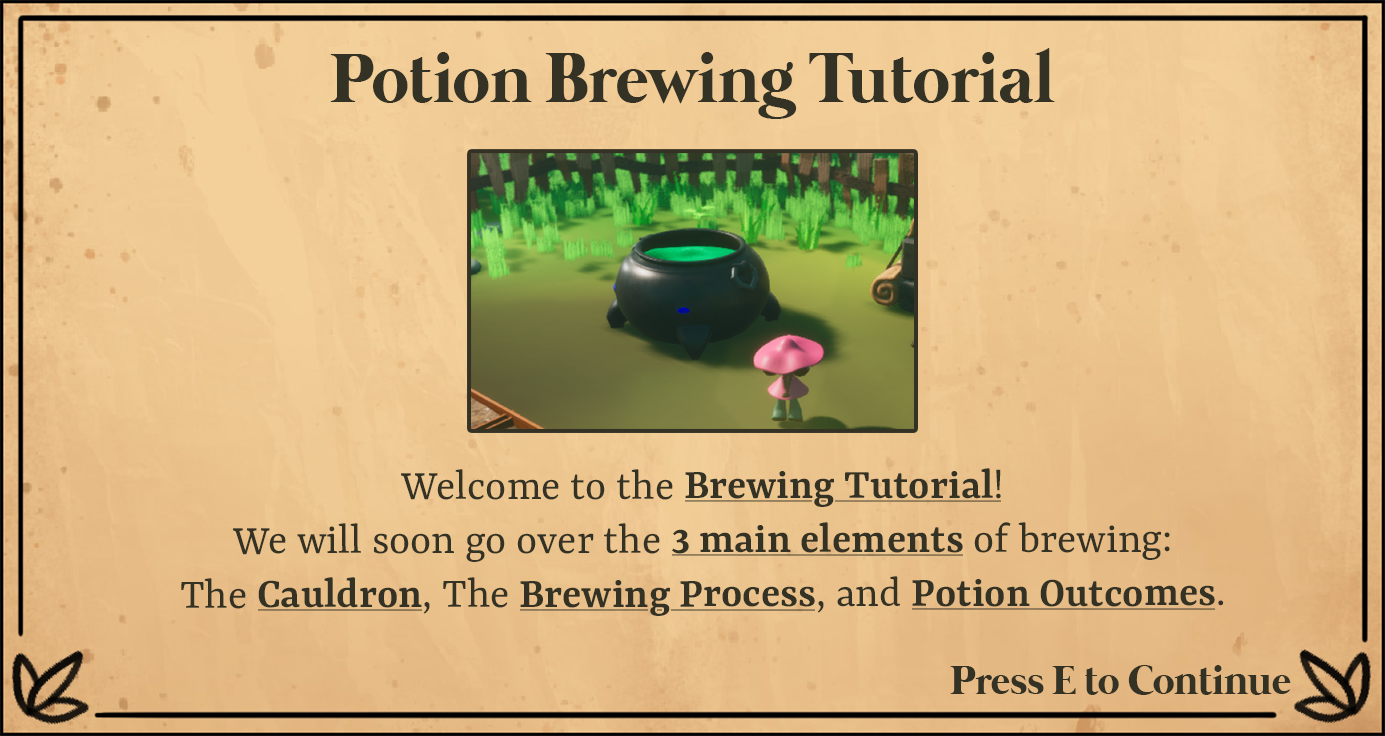 Potion Brewing Tutorial
Welcome to the Brewing Tutorial!
We will soon go over the 3 main elements of brewing:
The Cauldron, The Brewing Process, and Potion Outcomes.
Press E to Continue